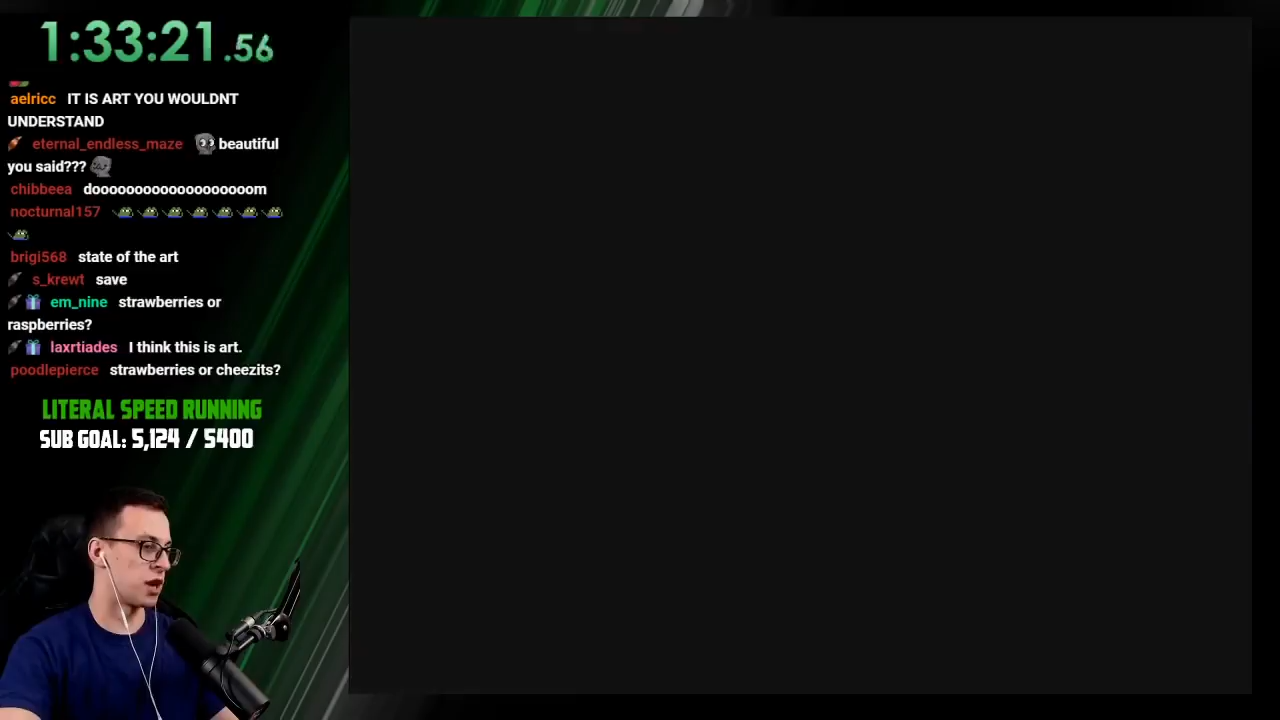 1:33:21.56
aelricc IT IS ART YOU WOULDNT
UNDERSTAND
eternal_endless_maze beautiful
you said???
chibbeea dooooooooooooooooooom
nocturnal157
brigi568 state of the art
s_krewt save
em_nine strawberries or
raspberries?
laxrtiades I think this is art.
poodlepierce strawberries or cheezits?
LITERAL SPEED RUNNING
SUB GOAL: 5,124 / 5400